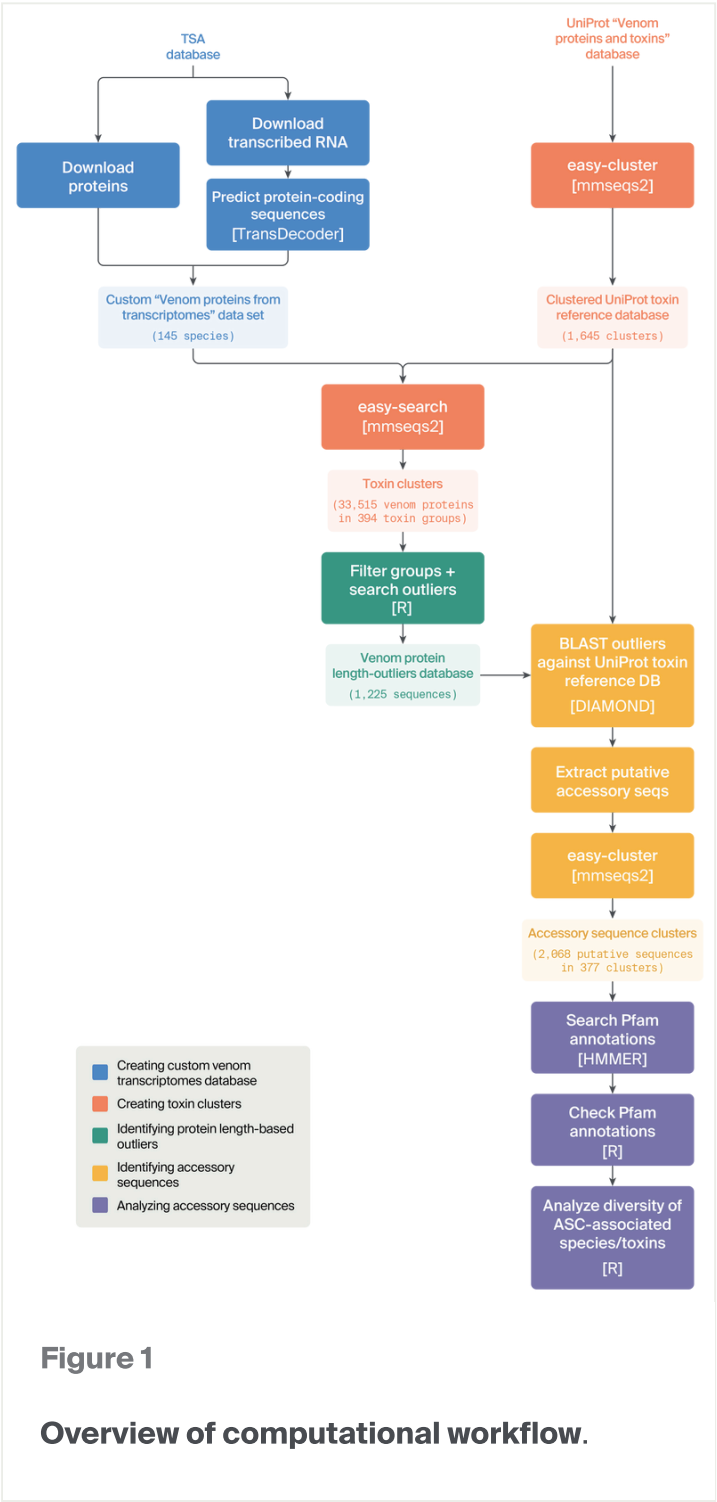 TSA
database
UniProt “Venom
proteins and toxins”
database
Download
proteins
Download
transcribed RNA
Predict protein-coding
sequences
[TransDecoder]
easy-cluster
[mmseqs2]
Custom “Venom proteins from
transcriptomes” data set
(145 species)
Clustered UniProt toxin
reference database
(1,645 clusters)
easy-search
[mmseqs2]
Toxin clusters
(33,515 venom proteins
in 394 toxin groups)
Filter groups +
search outliers
[R]
Venom protein
length-outliers database
(1,225 sequences)
BLAST outliers
against UniProt toxin
reference DB
[DIAMOND]
Extract putative
accessory seqs
easy-cluster
[mmseqs2]
Accessory sequence clusters
(2,068 putative sequences
in 377 clusters)
Search Pfam
annotations
[HMMER]
Check Pfam
annotations
[R]
Analyze diversity of
ASC-associated
species/toxins
[R]
Creating custom venom
transcriptomes database
Creating toxin clusters
Identifying protein length-based
outliers
Identifying accessory
sequences
Analyzing accessory sequences
Figure 1
Overview of computational workflow.